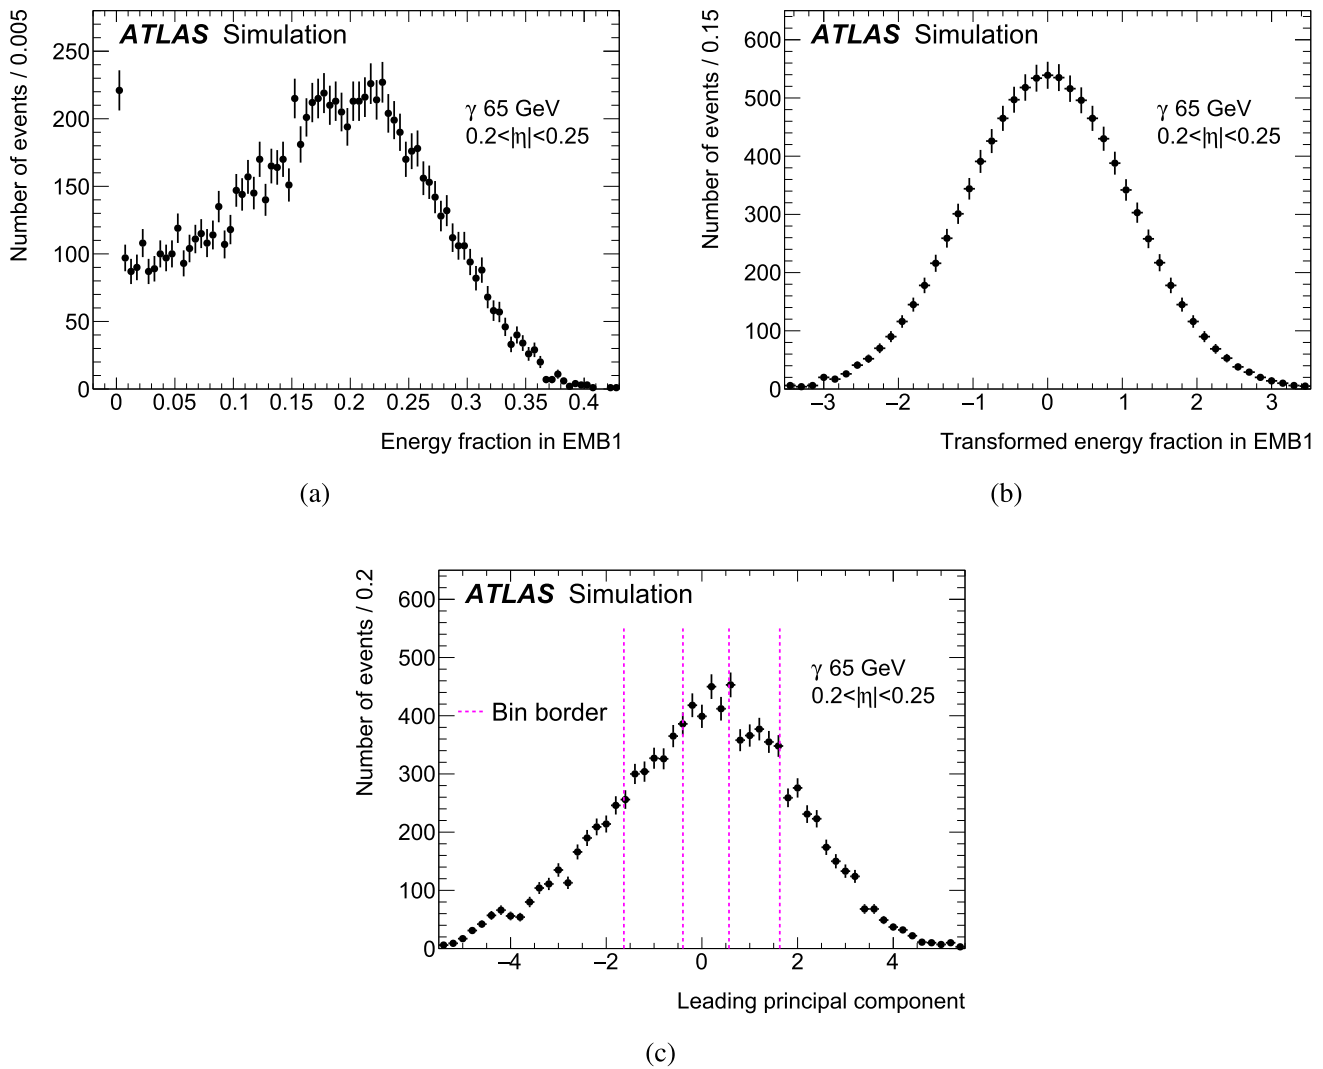 ATLAS Simulation
γ 65 GeV
0.2<|η|<0.25
Number of events / 0.005
250
200
150
100
50
0
0 0.05 0.1 0.15 0.2 0.25 0.3 0.35 0.4
Energy fraction in EMB1
(a)
ATLAS Simulation
γ 65 GeV
0.2<|η|<0.25
Number of events / 0.15
600
500
400
300
200
100
0
−3 −2 −1 0 1 2 3
Transformed energy fraction in EMB1
(b)
ATLAS Simulation
γ 65 GeV
0.2<|η|<0.25
Bin border
Number of events / 0.2
600
500
400
300
200
100
0
−4 −2 0 2 4
Leading principal component
(c)